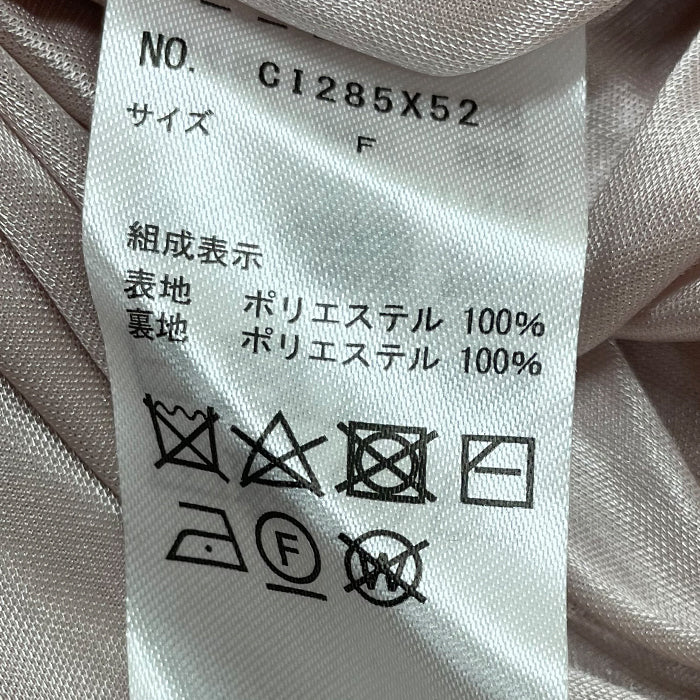 NO. CI285X52
サイズ F
組成表示
表地 ポリエステル 100%
裏地 ポリエステル 100%
F
W